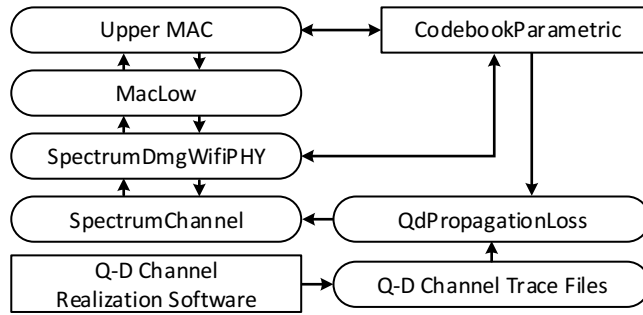 Upper MAC
CodebookParametric
MacLow
SpectrumDmgWifiPHY
SpectrumChannel
QdPropagationLoss
Q-D Channel
Realization Software
Q-D Channel Trace Files